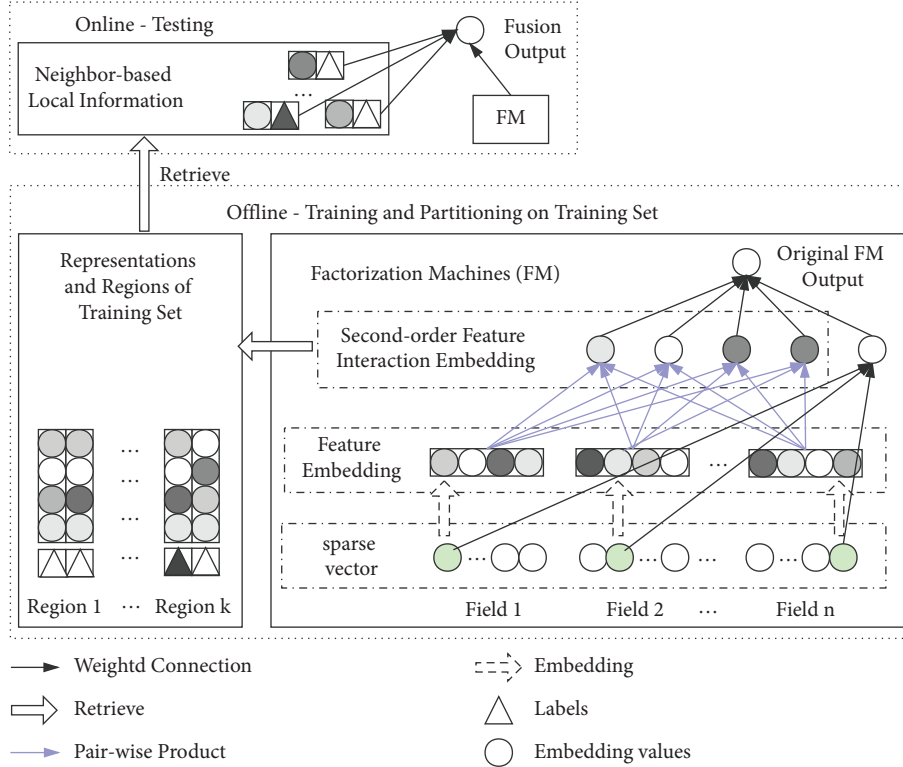 Online - Testing
Fusion
Output
Neighbor-based
Local Information
...
FM
Retrieve
Offline - Training and Partitioning on Training Set
Representations
and Regions of
Training Set
Factorization Machines (FM)
Original FM
Output
Second-order Feature
Interaction Embedding
Feature
Embedding
...
...
...
...
...
...
sparse
vector
... ... ... ...
Region 1 ... Region k
Field 1 Field 2 ... Field n
Weightd Connection
Embedding
Retrieve
Labels
Pair-wise Product
Embedding values